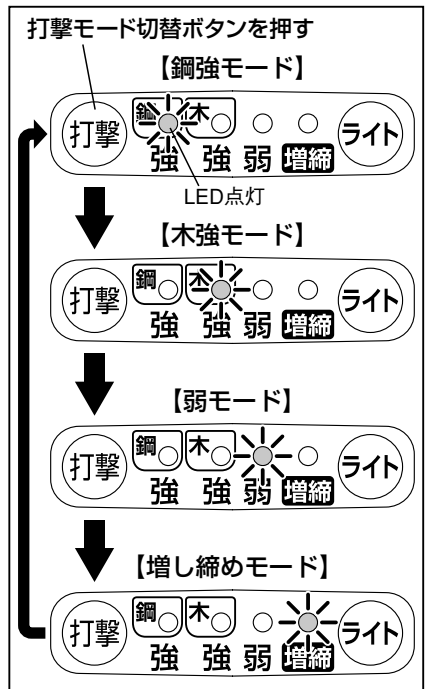 打撃モード切替ボタンを押す
【鋼強モード】
打撃 鋼 木 ライト
強 強 弱 増締
LED点灯
【木強モード】
打撃 鋼 木 ライト
強 強 弱 増締
【弱モード】
打撃 鋼 木 ライト
強 強 弱 増締
【増し締めモード】
打撃 鋼 木 ライト
強 強 弱 増締